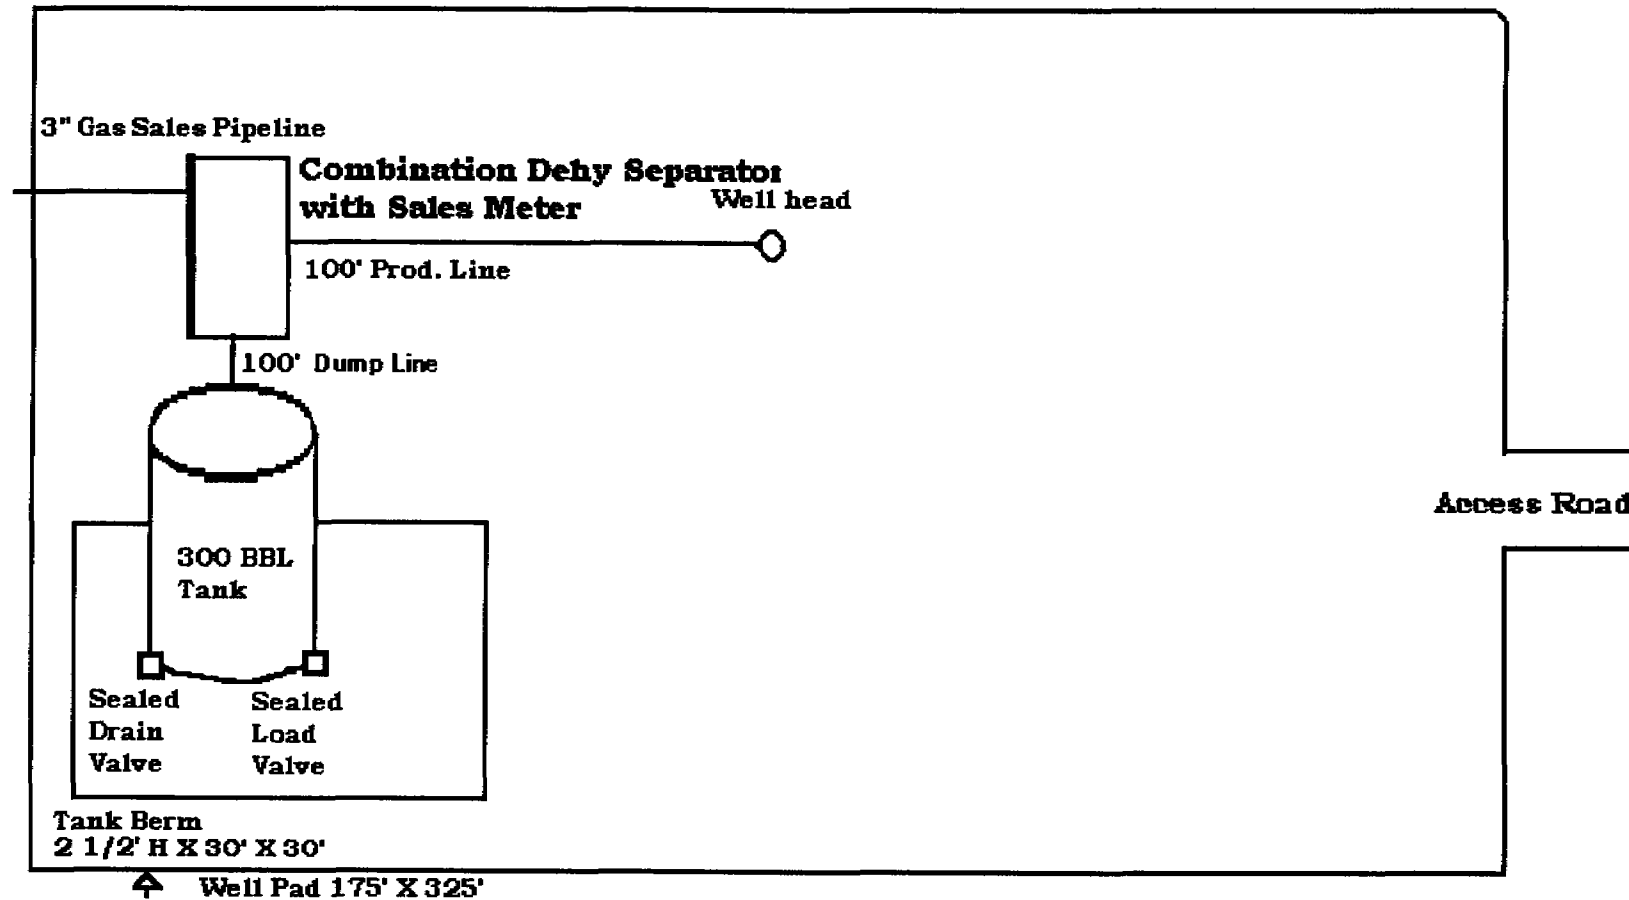 3" Gas Sales Pipeline
Combination Dehy Separator
with Sales Meter
Well head
100' Prod. Line
100' Dump Line
Access Road
300 BBL
Tank
Sealed
Drain
Valve
Sealed
Load
Valve
Tank Berm
2 1/2' H X 30' X 30'
Well Pad 175' X 325'